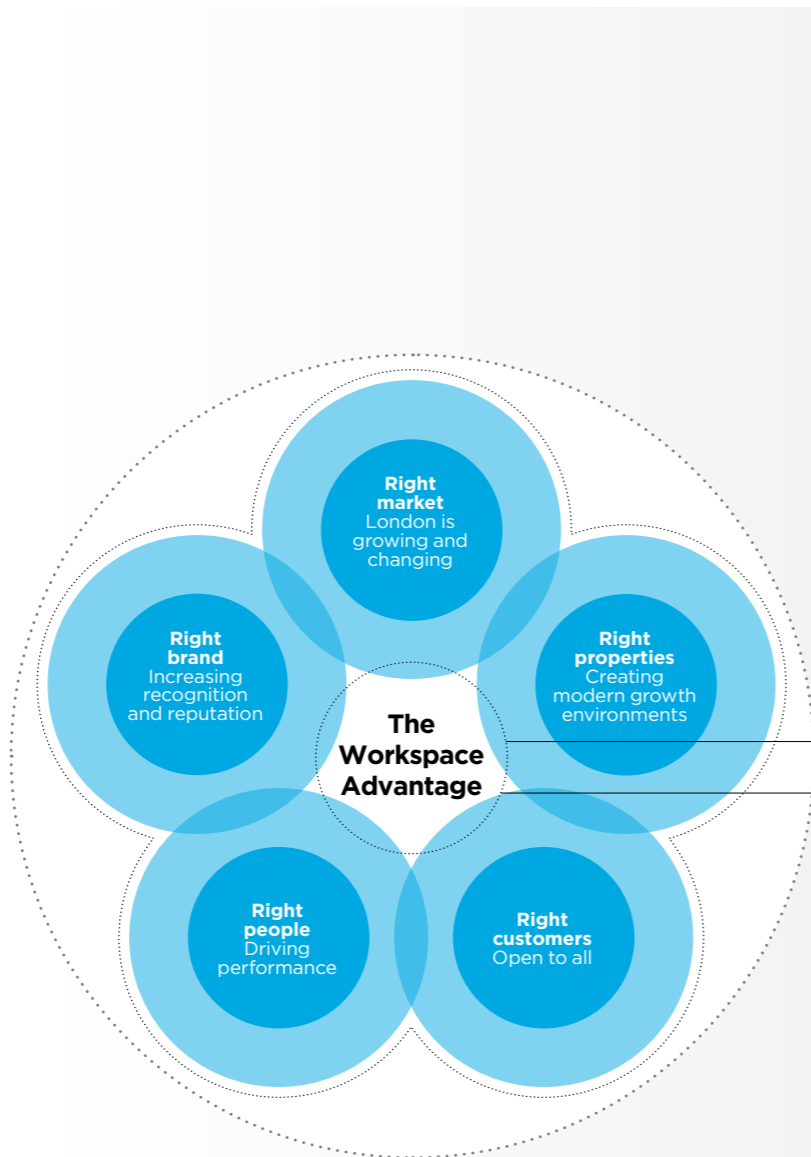 Right
market
London is
growing and
changing
Right
brand
Increasing
recognition
and reputation
Right
properties
Creating
modern growth
environments
The
Workspace
Advantage
Right
people
Driving
performance
Right
customers
Open to all